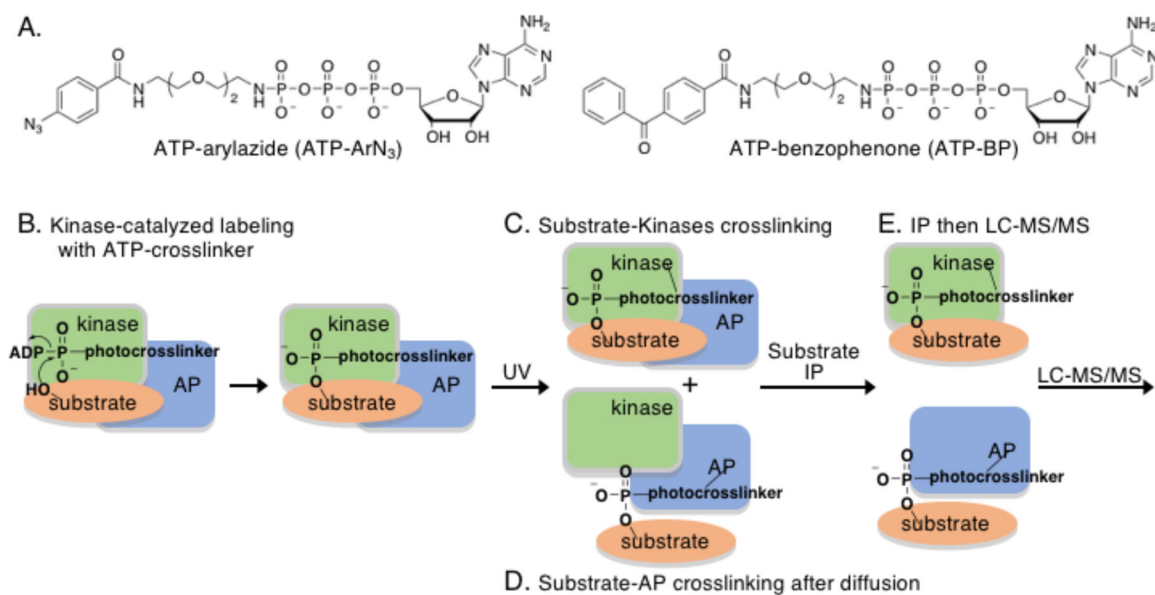 A.
O
N
H
O
2
H
N
O O O
P O P O P O
O⁻ O⁻ O⁻
N₃
O
OH OH
N
N
NH₂
N
N
ATP-arylazide (ATP-ArN₃)
O
N
H
O
2
H
N
O O O
P O P O P O
O⁻ O⁻ O⁻
O
O
OH OH
N
N
NH₂
N
N
ATP-benzophenone (ATP-BP)
B. Kinase-catalyzed labeling
with ATP-crosslinker
O
kinase
ADP–P–photocrosslinker
O⁻
HO
AP
substrate
O
kinase
⁻O–P–photocrosslinker
O
AP
substrate
UV
C. Substrate-Kinases crosslinking
kinase
O
⁻O–P–photocrosslinker
O
AP
substrate
+
kinase
O
AP
⁻O–P–photocrosslinker
O
substrate
D. Substrate-AP crosslinking after diffusion
Substrate
IP
E. IP then LC-MS/MS
kinase
O
⁻O–P–photocrosslinker
O
substrate
O
AP
⁻O–P–photocrosslinker
O
substrate
LC-MS/MS